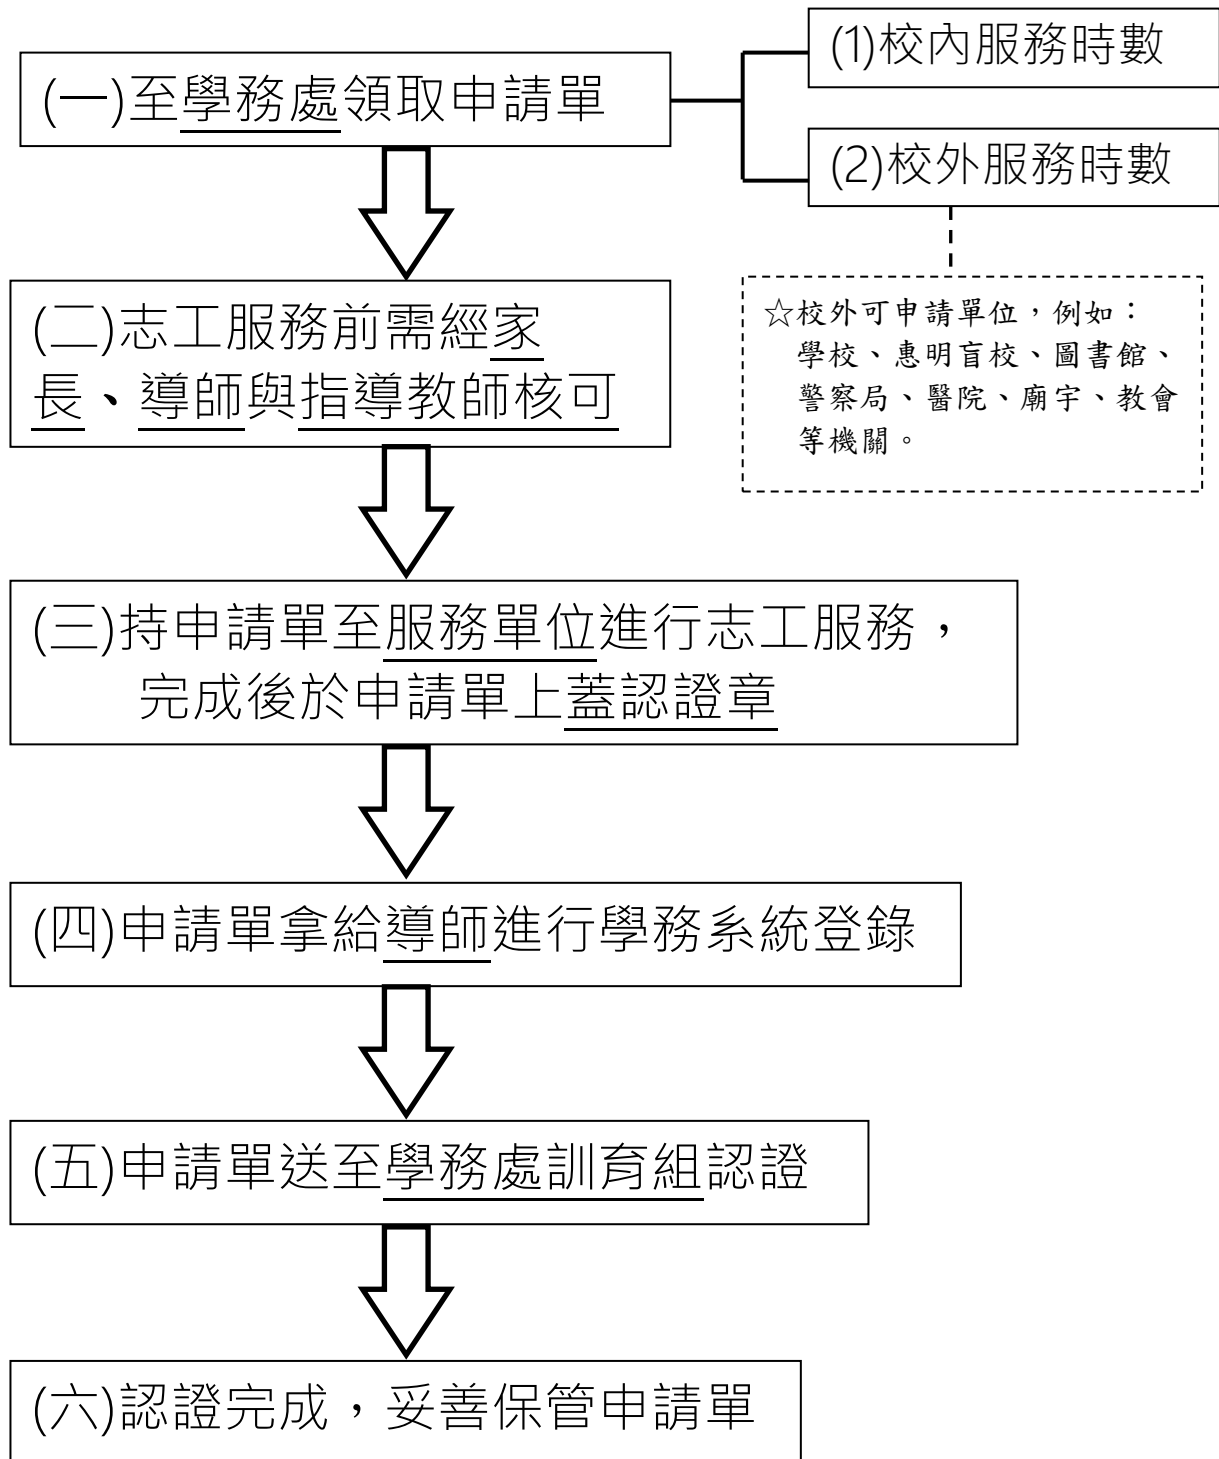 (一)至學務處領取申請單
(1)校內服務時數
(2)校外服務時數
☆校外可申請單位，例如：
學校、惠明盲校、圖書館、
警察局、醫院、廟宇、教會
等機關。
(二)志工服務前需經家
長、導師與指導教師核可
(三)持申請單至服務單位進行志工服務，
完成後於申請單上蓋認證章
(四)申請單拿給導師進行學務系統登錄
(五)申請單送至學務處訓育組認證
(六)認證完成，妥善保管申請單